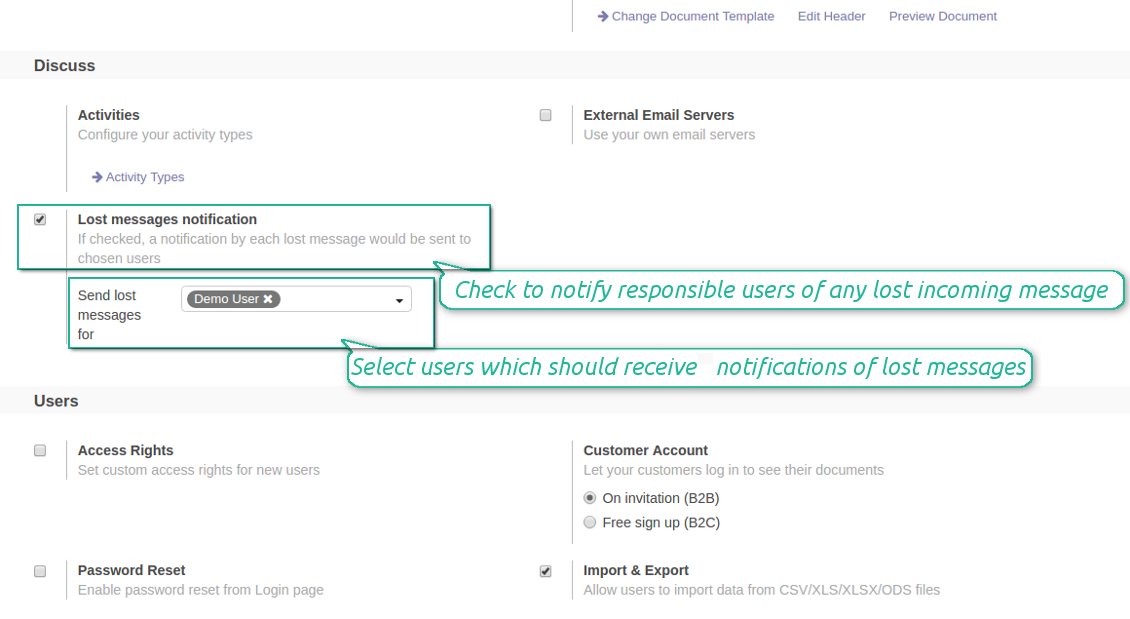 Change Document Template Edit Header Preview Document
Discuss
Activities
Configure your activity types
Activity Types
External Email Servers
Use your own email servers
Lost messages notification
If checked, a notification by each lost message would be sent to
chosen users
Check to notify responsible users of any lost incoming message
Send lost
messages
for
Demo User
Select users which should receive notifications of lost messages
Users
Access Rights
Set custom access rights for new users
Customer Account
Let your customers log in to see their documents
On invitation (B2B)
Free sign up (B2C)
Password Reset
Enable password reset from Login page
Import & Export
Allow users to import data from CSV/XLS/XLSX/ODS files